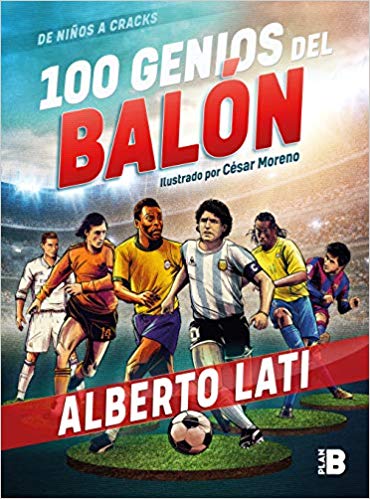 DE NIÑOS A CRACKS
100 GENIOS DEL
BALÓN
Ilustrado por César Moreno
ALBERTO LATI
PLAN B